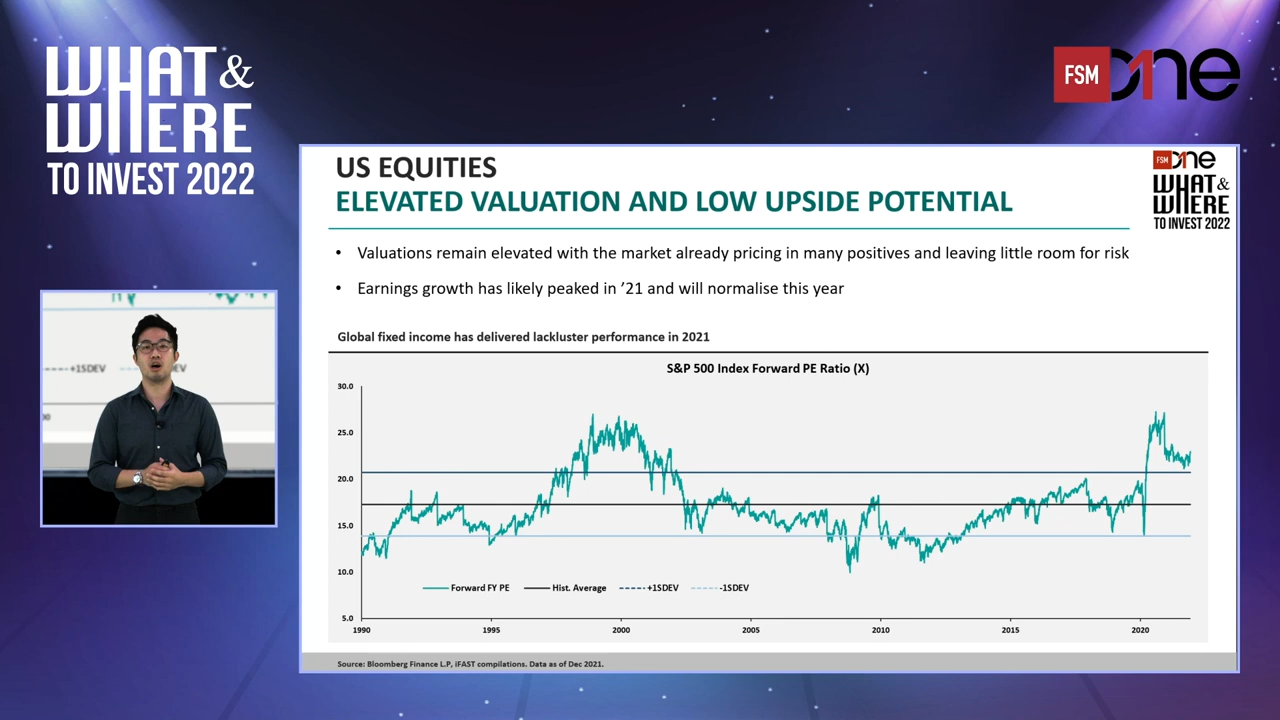 WHAT &
WHERE
TO INVEST 2022
FSM One
US EQUITIES
ELEVATED VALUATION AND LOW UPSIDE POTENTIAL
FSM One
WHAT &
WHERE
TO INVEST 2022
• Valuations remain elevated with the market already pricing in many positives and leaving little room for risk
• Earnings growth has likely peaked in ’21 and will normalise this year
Global fixed income has delivered lackluster performance in 2021
S&P 500 Index Forward PE Ratio (X)
30.0
25.0
20.0
15.0
10.0
5.0
Forward FY PE Hist. Average +1SDEV -1SDEV
1990 1995 2000 2005 2010 2015 2020
Source: Bloomberg Finance L.P, iFAST compilations. Data as of Dec 2021.
+1SDEV DEV
00